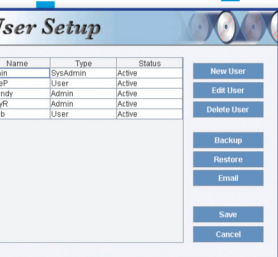 User Setup
Name Type Status
SysAdmin Active
User Active
Admin Active
Admin Active
User Active
New User
Edit User
Delete User
Backup
Restore
Email
Save
Cancel